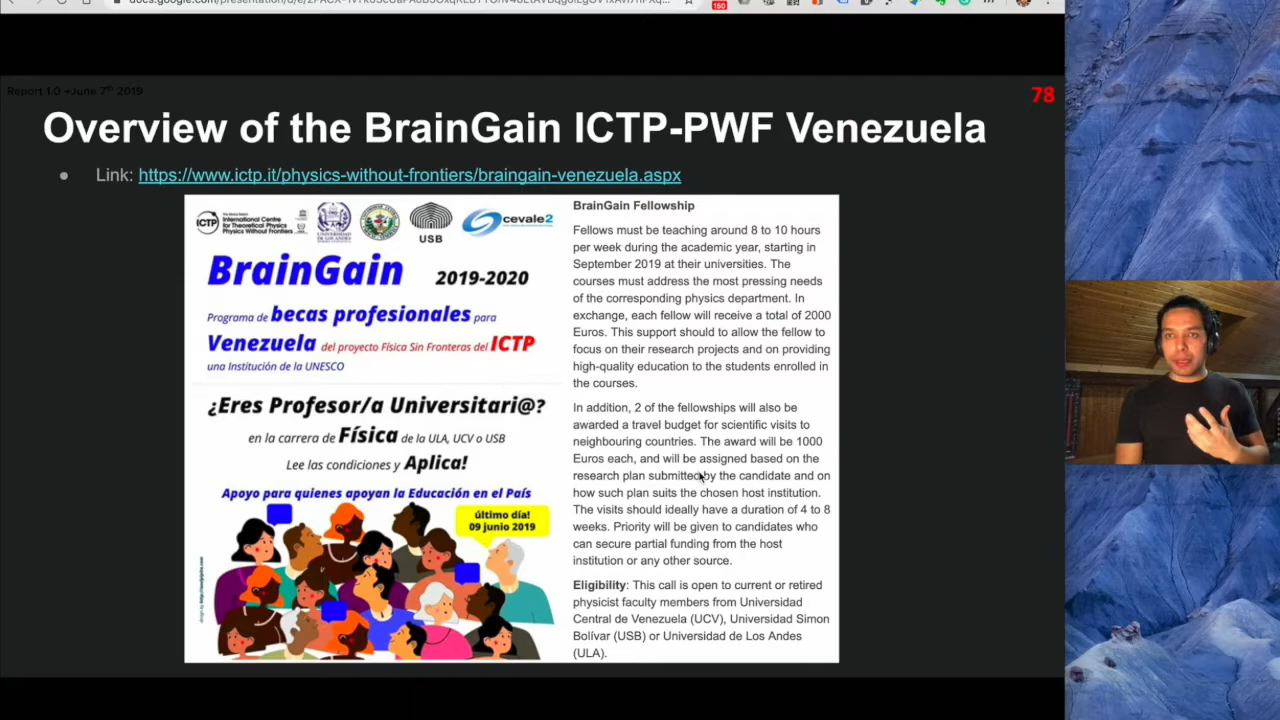 Report 1.0 - June 7th 2019
78
Overview of the BrainGain ICTP-PWF Venezuela
● Link: https://www.ictp.it/physics-without-frontiers/braingain-venezuela.aspx
ICTP
International Centre
for Theoretical Physics
Physics Without Frontiers
UNIVERSIDAD
DE LOS ANDES
USB
cevale2
BrainGain 2019-2020
Programa de becas profesionales para
Venezuela del proyecto Física Sin Fronteras del ICTP
una Institución de la UNESCO
¿Eres Profesor/a Universitari@?
en la carrera de Física de la ULA, UCV o USB
Lee las condiciones y Aplica!
Apoyo para quienes apoyan la Educación en el País
último día!
09 junio 2019
BrainGain Fellowship
Fellows must be teaching around 8 to 10 hours
per week during the academic year, starting in
September 2019 at their universities. The
courses must address the most pressing needs
of the corresponding physics department. In
exchange, each fellow will receive a total of 2000
Euros. This support should to allow the fellow to
focus on their research projects and on providing
high-quality education to the students enrolled in
the courses.
In addition, 2 of the fellowships will also be
awarded a travel budget for scientific visits to
neighbouring countries. The award will be 1000
Euros each, and will be assigned based on the
research plan submitted by the candidate and on
how such plan suits the chosen host institution.
The visits should ideally have a duration of 4 to 8
weeks. Priority will be given to candidates who
can secure partial funding from the host
institution or any other source.
Eligibility: This call is open to current or retired
physicist faculty members from Universidad
Central de Venezuela (UCV), Universidad Simon
Bolívar (USB) or Universidad de Los Andes
(ULA).